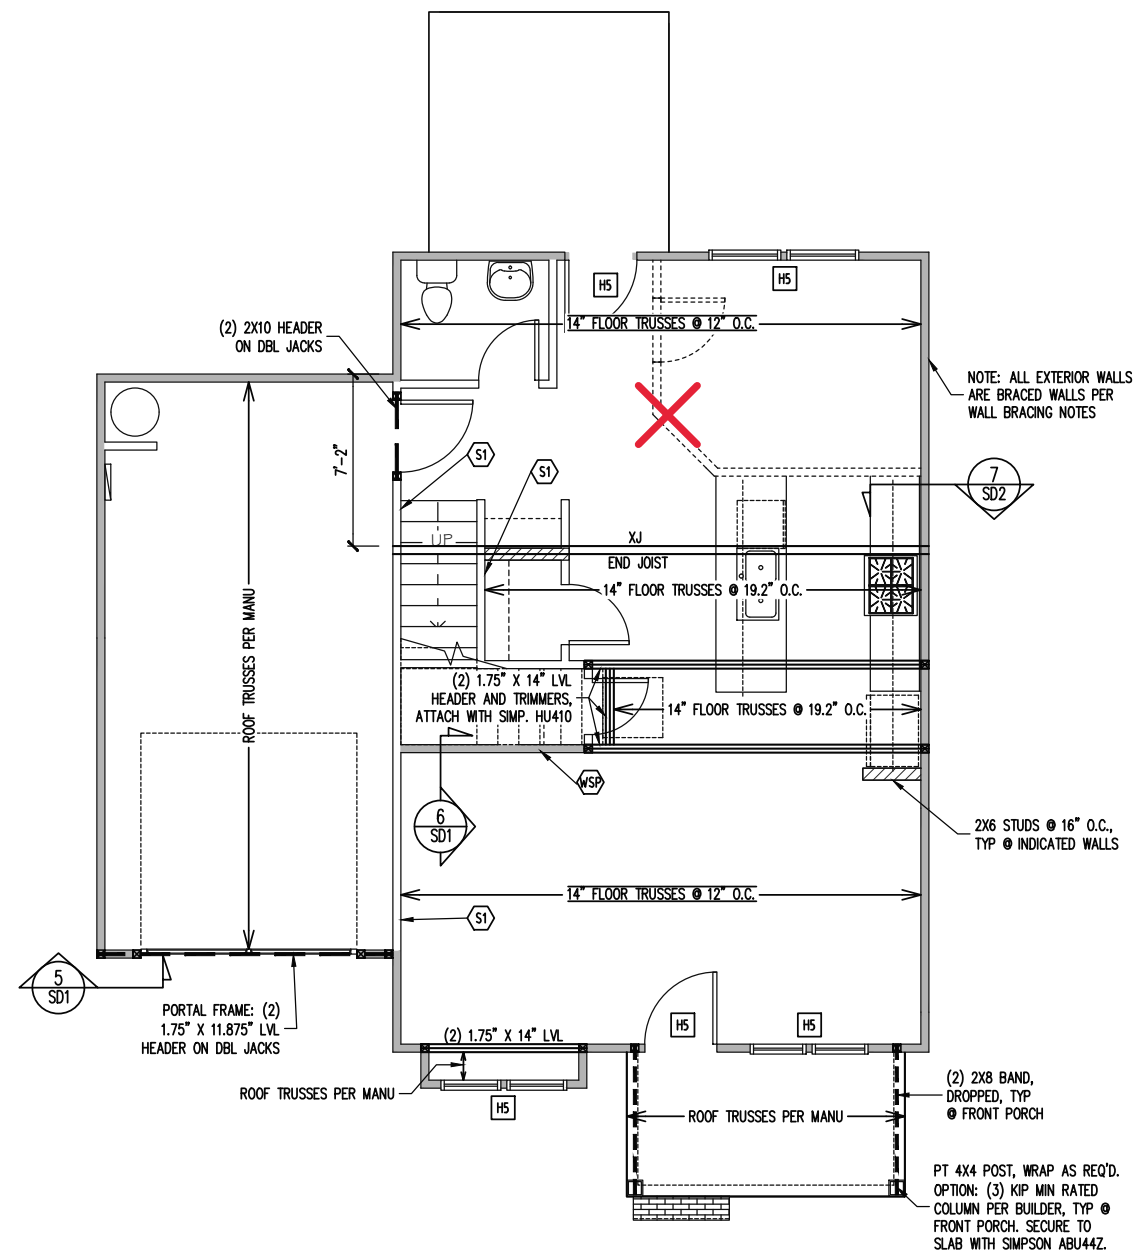 H5
H5
14" FLOOR TRUSSES @ 12" O.C.
(2) 2X10 HEADER
ON DBL JACKS
NOTE: ALL EXTERIOR WALLS
ARE BRACED WALLS PER
WALL BRACING NOTES
7'-2"
S1
S1
7
SD2
UP
XJ
END JOIST
14" FLOOR TRUSSES @ 19.2" O.C.
ROOF TRUSSES PER MANU
(2) 1.75" X 14" LVL
HEADER AND TRIMMERS,
ATTACH WITH SIMP. HU410
14" FLOOR TRUSSES @ 19.2" O.C.
WSP
6
SD1
2X6 STUDS @ 16" O.C.,
TYP @ INDICATED WALLS
14" FLOOR TRUSSES @ 12" O.C.
S1
5
SD1
PORTAL FRAME: (2)
1.75" X 11.875" LVL
HEADER ON DBL JACKS
(2) 1.75" X 14" LVL
H5
H5
ROOF TRUSSES PER MANU
H5
(2) 2X8 BAND,
DROPPED, TYP
@ FRONT PORCH
ROOF TRUSSES PER MANU
PT 4X4 POST, WRAP AS REQ'D.
OPTION: (3) KIP MIN RATED
COLUMN PER BUILDER, TYP @
FRONT PORCH. SECURE TO
SLAB WITH SIMPSON ABU44Z.